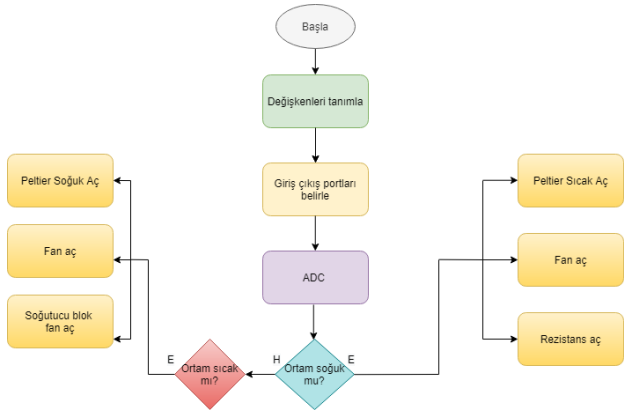 Başla
Değişkenleri tanımla
Giriş çıkış portları
belirle
ADC
Peltier Soğuk Aç
Fan aç
Soğutucu blok
fan aç
Peltier Sıcak Aç
Fan aç
Rezistans aç
E
Ortam sıcak
mı?
H
Ortam soğuk
mu?
E